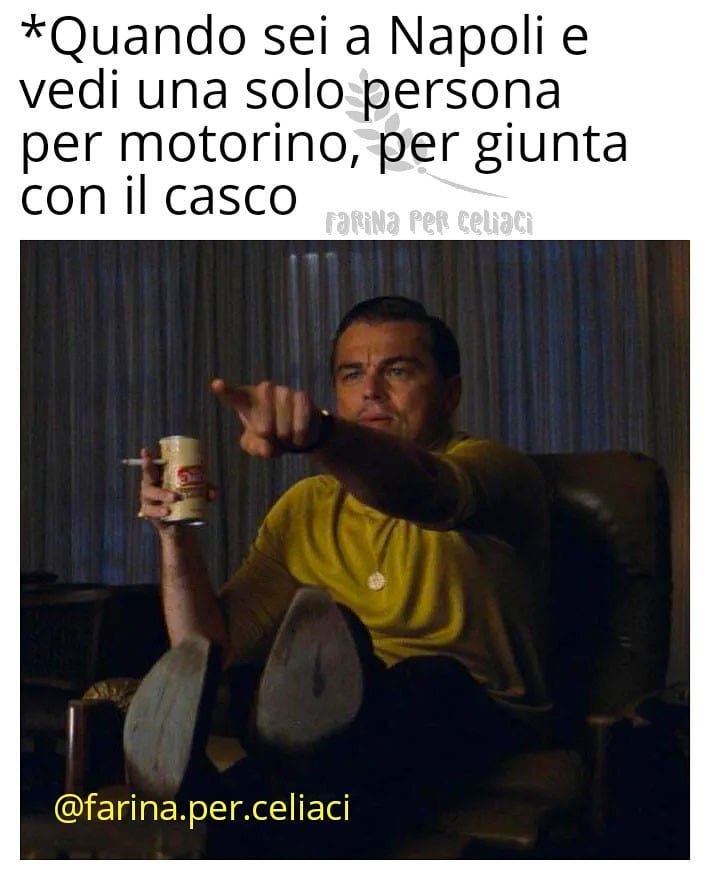 *Quando sei a Napoli e
vedi una solo persona
per motorino, per giunta
con il casco
FARINA PER CELIACI
@farina.per.celiaci